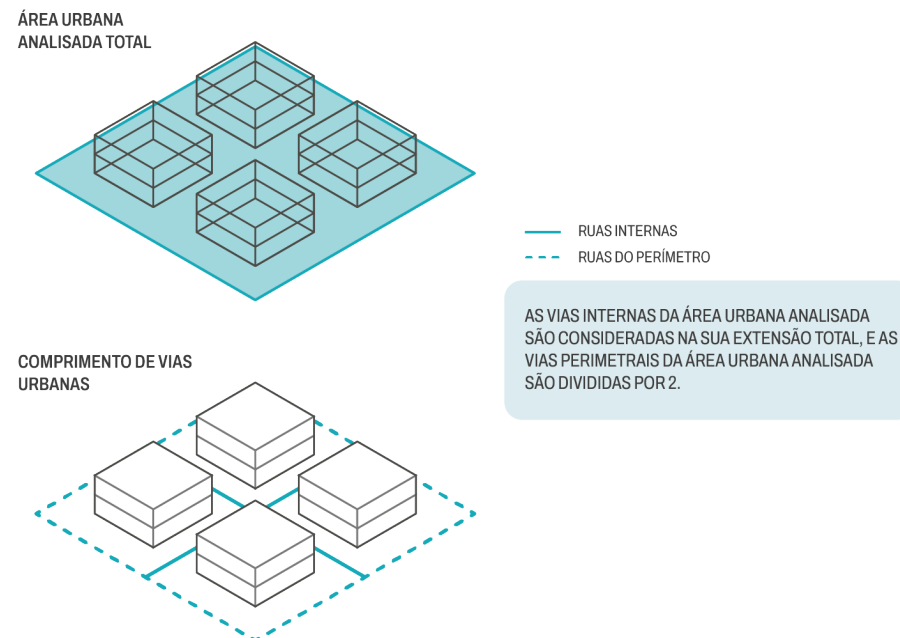 ÁREA URBANA
ANALISADA TOTAL
RUAS INTERNAS
RUAS DO PERÍMETRO
AS VIAS INTERNAS DA ÁREA URBANA ANALISADA
SÃO CONSIDERADAS NA SUA EXTENSÃO TOTAL, E AS
VIAS PERIMETRAIS DA ÁREA URBANA ANALISADA
SÃO DIVIDIDAS POR 2.
COMPRIMENTO DE VIAS
URBANAS